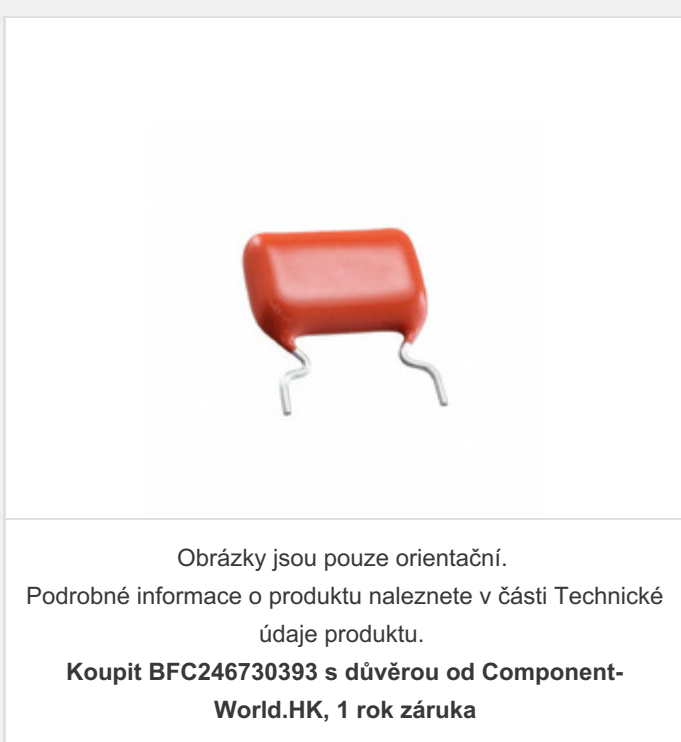 Obrázky jsou pouze orientační.
Podrobné informace o produktu naleznete v části Technické
údaje produktu.
Koupit BFC246730393 s důvěrou od Component-
World.HK, 1 rok záruka